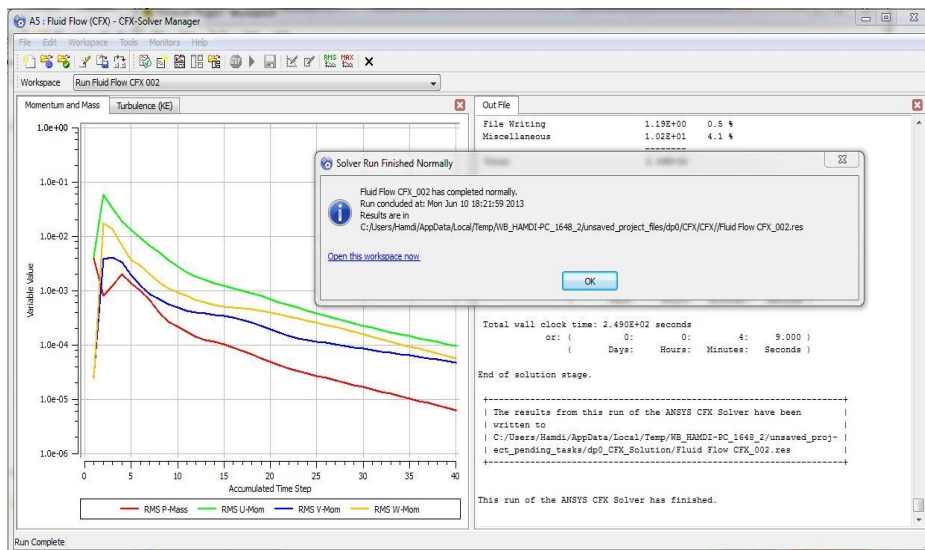 A5 : Fluid Flow (CFX) - CFX-Solver Manager
File Edit Workspace Tools Monitors Help
RMS MAX
Workspace Run Fluid Flow CFX 002
Momentum and Mass Turbulence (KE)
1.0e+00
1.0e-01
1.0e-02
1.0e-03
1.0e-04
1.0e-05
1.0e-06
Variable Value
0 5 10 15 20 25 30 35 40
Accumulated Time Step
RMS P-Mass RMS U-Mom RMS V-Mom RMS W-Mom
Out File
File Writing 1.19E+00 0.5 %
Miscellaneous 1.02E+01 4.1 %
--------
Solver Run Finished Normally
Fluid Flow CFX_002 has completed normally.
Run concluded at: Mon Jun 10 18:21:59 2013
Results are in
C:/Users/Hamdi/AppData/Local/Temp/WB_HAMDI-PC_1648_2/unsaved_project_files/dp0/CFX/CFX//Fluid Flow CFX_002.res
Open this workspace now
OK
Total wall clock time: 2.490E+02 seconds
or: ( 0: 0: 4: 9.000 )
( Days: Hours: Minutes: Seconds )
End of solution stage.
+--------------------------------------------------------------------+
| The results from this run of the ANSYS CFX Solver have been |
| written to |
| C:/Users/Hamdi/AppData/Local/Temp/WB_HAMDI-PC_1648_2/unsaved_proj- |
| ect_pending_tasks/dp0_CFX_Solution/Fluid Flow CFX_002.res |
+--------------------------------------------------------------------+
This run of the ANSYS CFX Solver has finished.
Run Complete